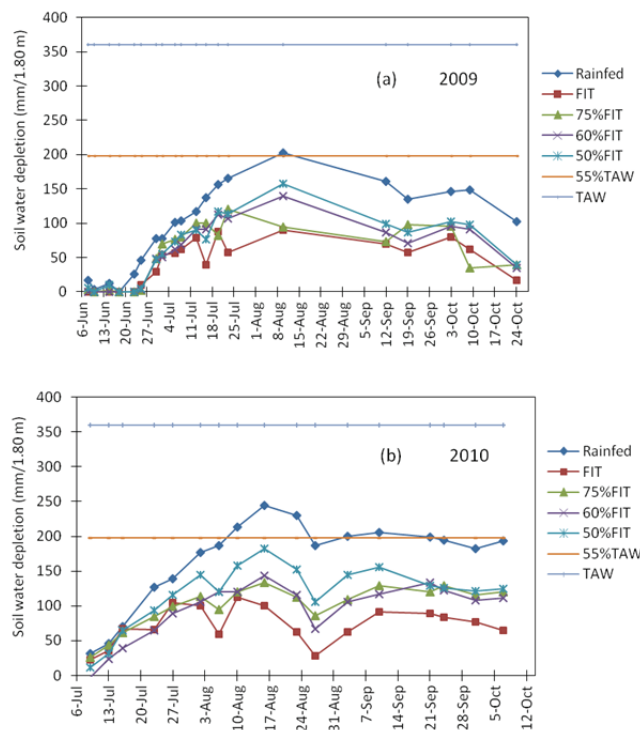 Soil water depletion (mm/1.80 m)
400
350
300
250
200
150
100
50
0
(a) 2009
6-Jun
13-Jun
20-Jun
27-Jun
4-Jul
11-Jul
18-Jul
25-Jul
1-Aug
8-Aug
15-Aug
22-Aug
29-Aug
5-Sep
12-Sep
19-Sep
26-Sep
3-Oct
10-Oct
17-Oct
24-Oct
Rainfed
FIT
75%FIT
60%FIT
50%FIT
55%TAW
TAW
Soil water depletion (mm/1.80 m)
400
350
300
250
200
150
100
50
0
(b) 2010
6-Jul
13-Jul
20-Jul
27-Jul
3-Aug
10-Aug
17-Aug
24-Aug
31-Aug
7-Sep
14-Sep
21-Sep
28-Sep
5-Oct
12-Oct
Rainfed
FIT
75%FIT
60%FIT
50%FIT
55%TAW
TAW